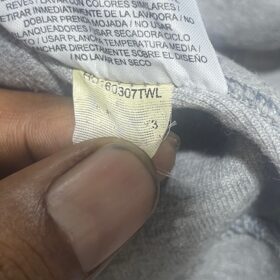 REVES / LAVAR CON COLORES SIMILARES /
RETIRAR INMEDIATAMENTE DE LA LAVADORA / NO
DOBLAR PRENDA MOJADA / NO USAR
/ USAR SECADORA CICLO
/ USAR PLANCHA TEMPERATURA MEDIA /
PLANCHAR DIRECTAMENTE SOBRE EL DISEÑO
/ NO LAVAR EN SECO
60307TWL